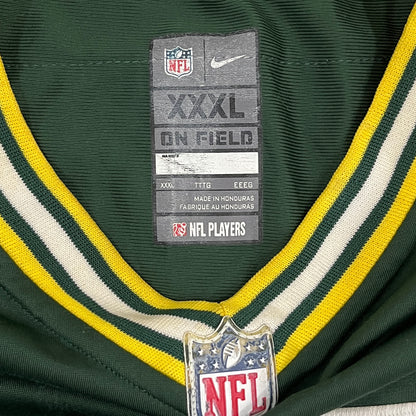 NFL
XXXL
ON FIELD
XXXL TTTG EEEG
MADE IN HONDURAS
FABRIQUÉ AU HONDURAS
NFL PLAYERS
NFL